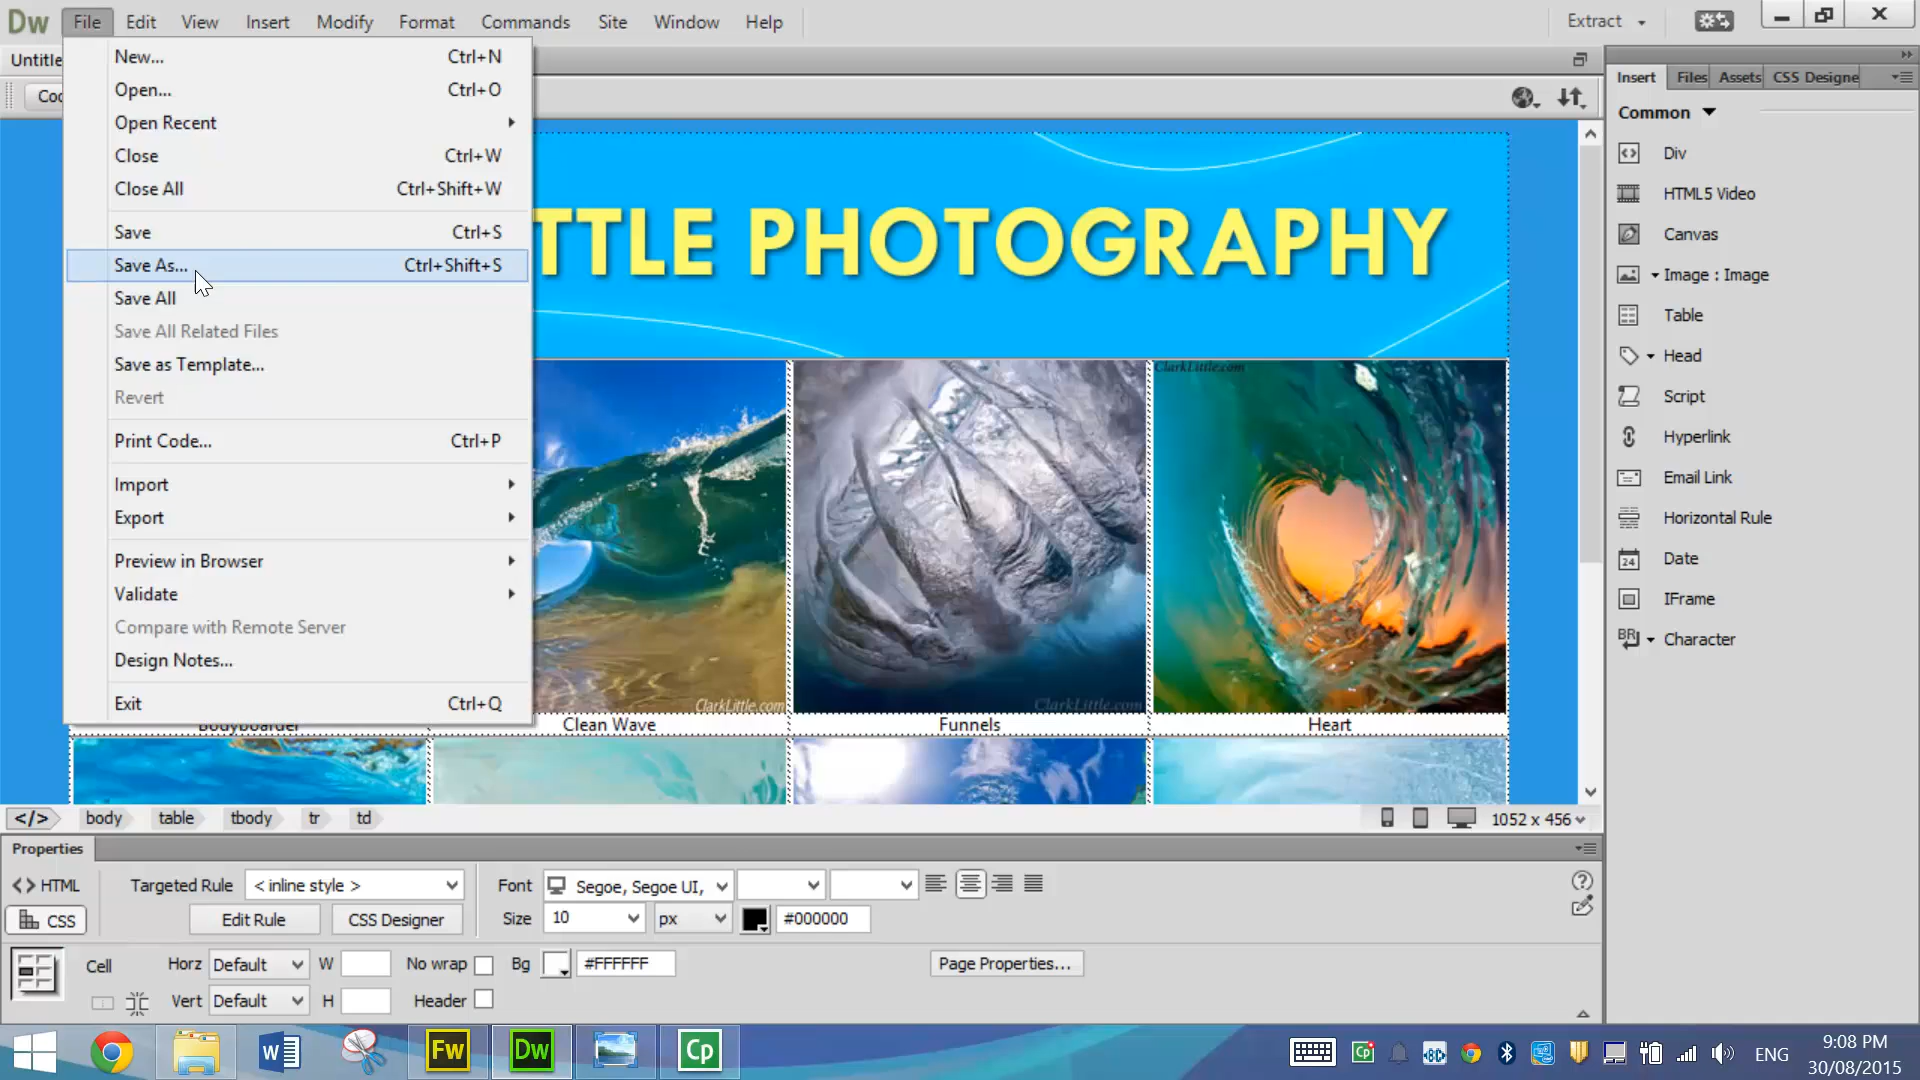 Dw File Edit View Insert Modify Format Commands Site Window Help Extract
Untitle
Cod
New... Ctrl+N
Open... Ctrl+O
Open Recent
Close Ctrl+W
Close All Ctrl+Shift+W
Save Ctrl+S
Save As... Ctrl+Shift+S
Save All
Save All Related Files
Save as Template...
Revert
Print Code... Ctrl+P
Import
Export
Preview in Browser
Validate
Compare with Remote Server
Design Notes...
Exit Ctrl+Q
TTLE PHOTOGRAPHY
ClarkLittle.com
ClarkLittle.com
ClarkLittle.com
Bodyboarder Clean Wave Funnels Heart
Insert Files Assets CSS Designe
Common
Div
HTML5 Video
Canvas
Image : Image
Table
Head
Script
Hyperlink
Email Link
Horizontal Rule
24 Date
IFrame
BR Character
</> body table tbody tr td 1052 x 456
Properties
<> HTML Targeted Rule < inline style > Font Segoe, Segoe UI,
CSS Edit Rule CSS Designer Size 10 px #000000
Cell Horz Default W No wrap Bg #FFFFFF Page Properties...
Vert Default H Header
W Fw Dw Cp Cp ENG 9:08 PM
30/08/2015